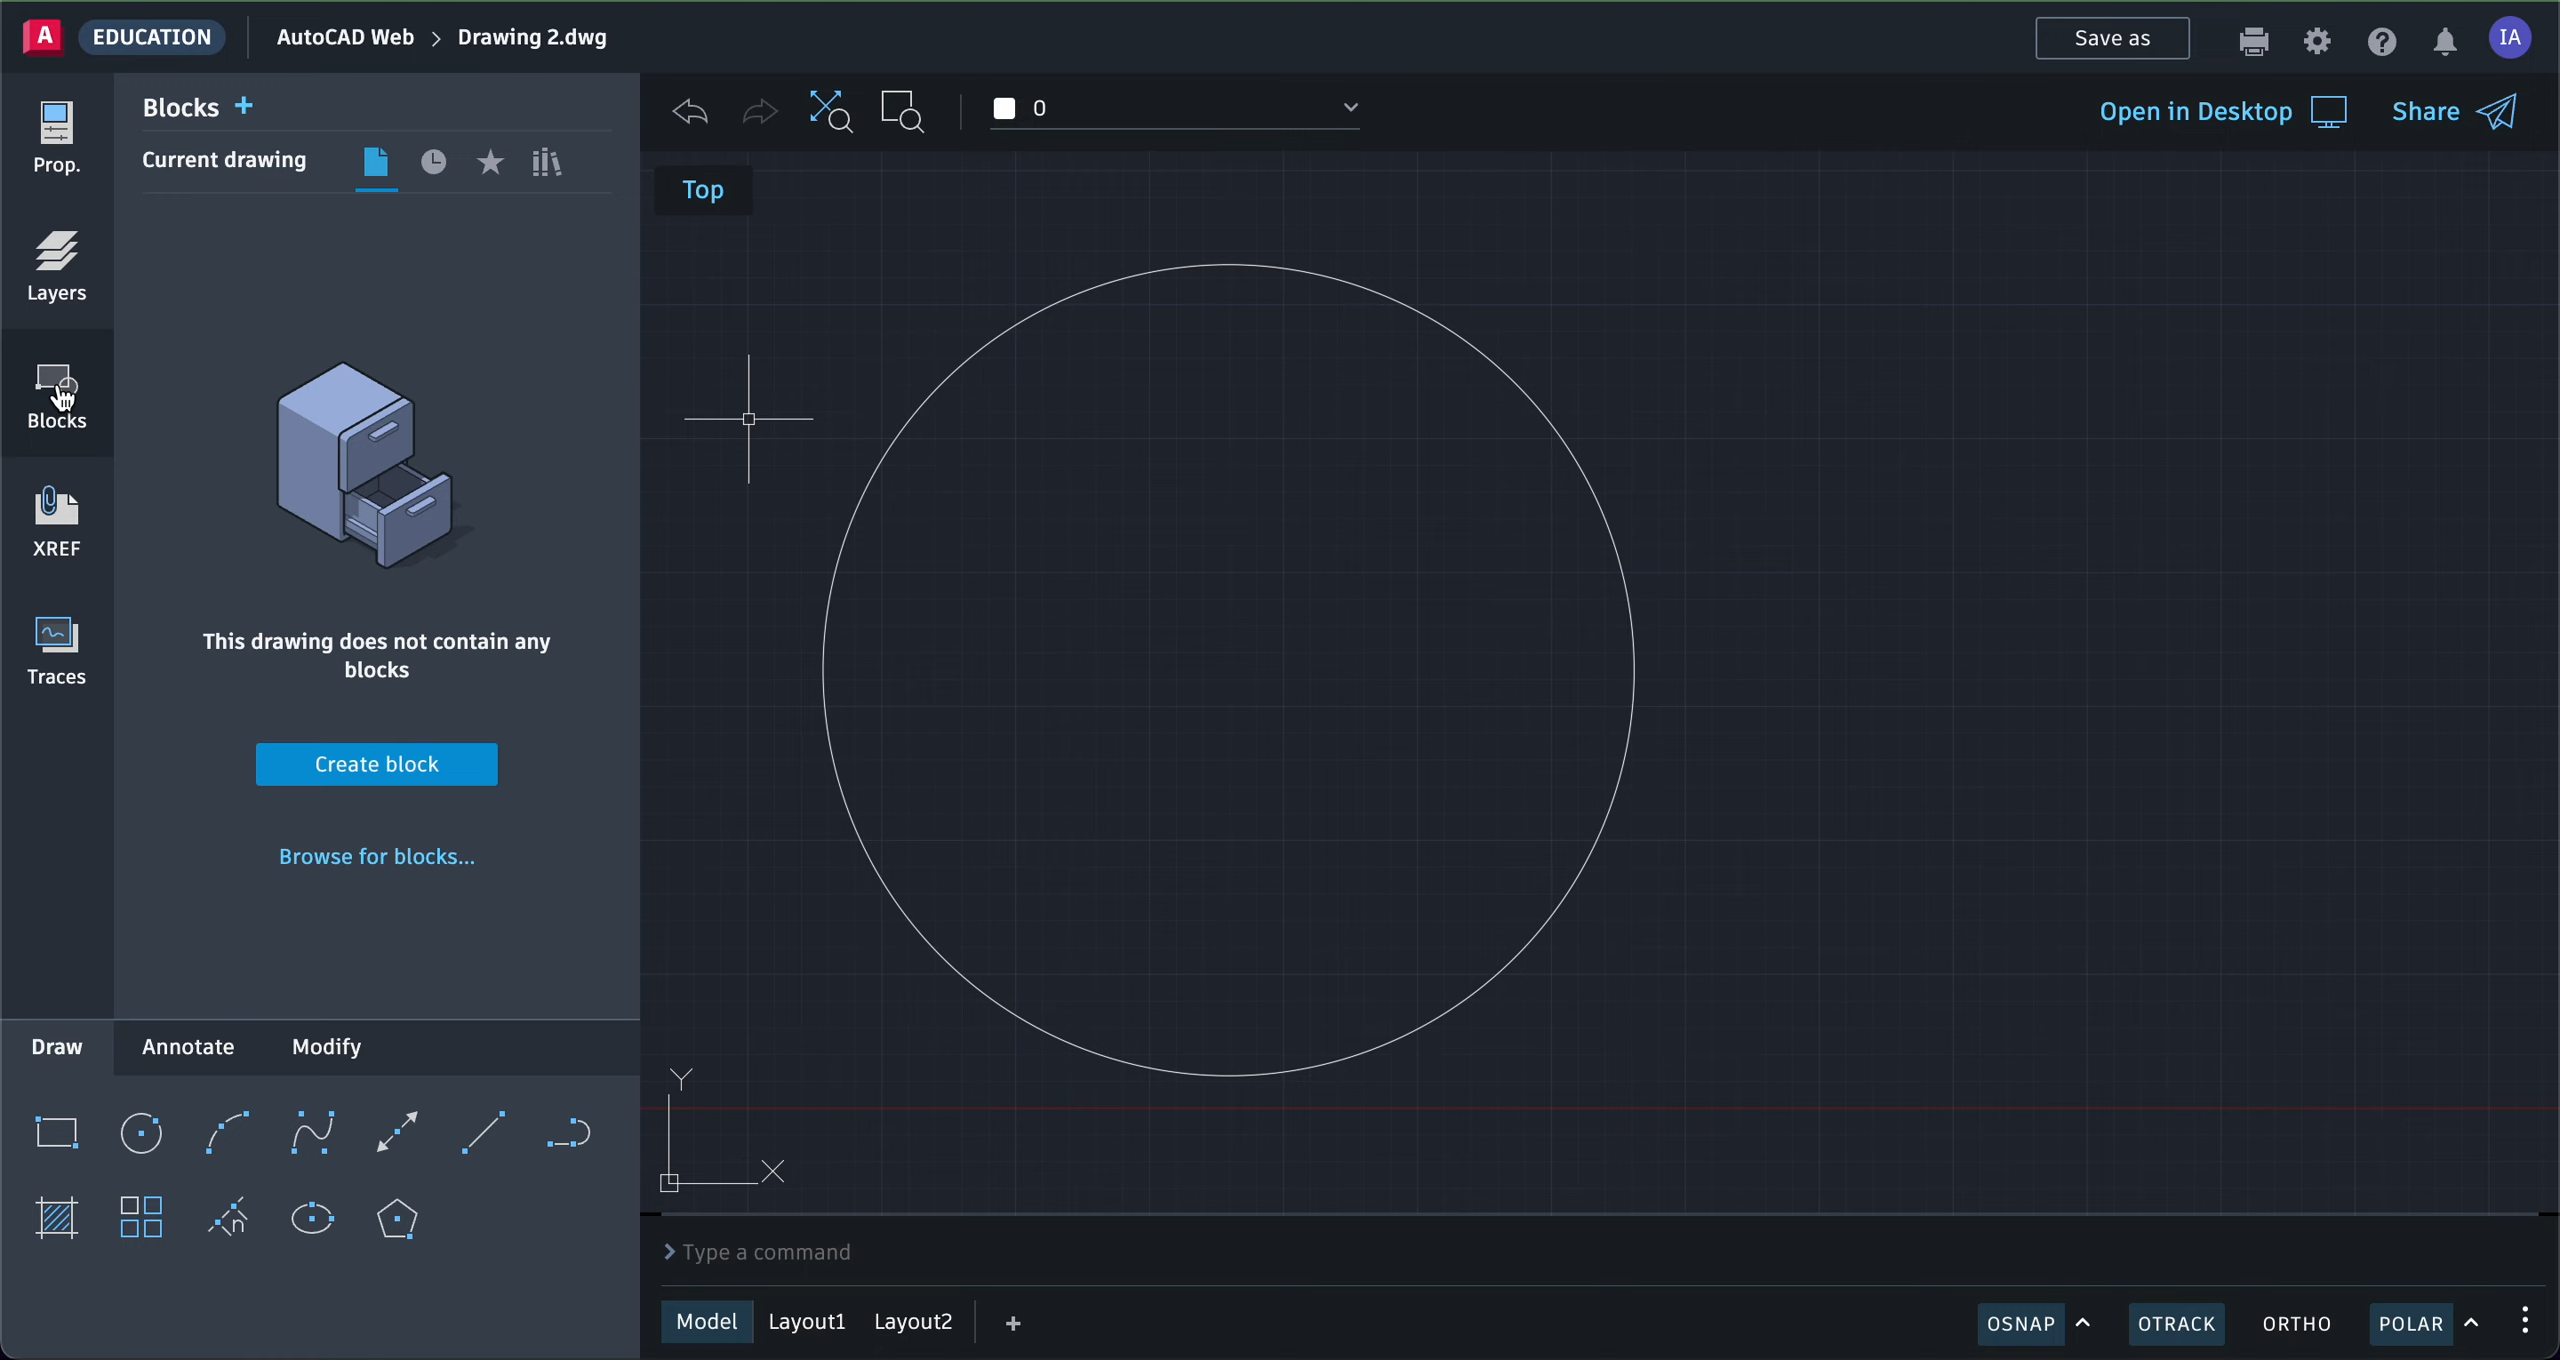 A EDUCATION AutoCAD Web > Drawing 2.dwg Save as IA
Prop.
Layers
Blocks
XREF
Traces
Blocks +
Current drawing
This drawing does not contain any
blocks
Create block
Browse for blocks...
0
Open in Desktop Share
Top
Y
X
Draw Annotate Modify
n
> Type a command
Model Layout1 Layout2 +
OSNAP OTRACK ORTHO POLAR